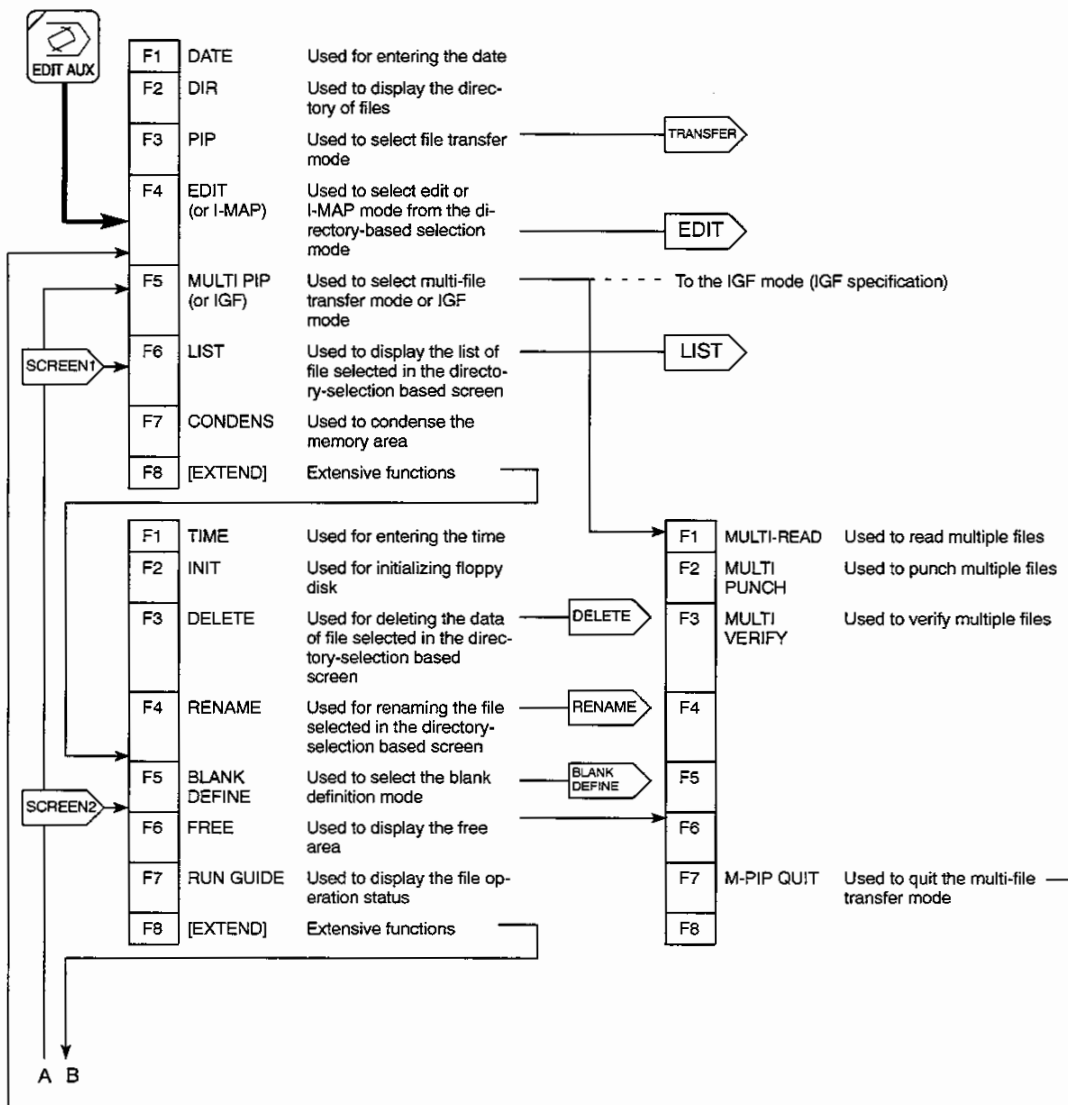 EDIT AUX
F1 DATE Used for entering the date
F2 DIR Used to display the direc-
tory of files
F3 PIP Used to select file transfer TRANSFER
mode
F4 EDIT Used to select edit or
(or I-MAP) I-MAP mode from the di-
rectory-based selection EDIT
mode
F5 MULTI PIP Used to select multi-file To the IGF mode (IGF specification)
(or IGF) transfer mode or IGF
mode
SCREEN1 F6 LIST Used to display the list of LIST
file selected in the directo-
ry-selection based screen
F7 CONDENS Used to condense the
memory area
F8 [EXTEND] Extensive functions
F1 TIME Used for entering the time
F2 INIT Used for initializing floppy
disk
F3 DELETE Used for deleting the data DELETE
of file selected in the direc-
tory-selection based
screen
F4 RENAME Used for renaming the file RENAME
selected in the directory-
selection based screen
F5 BLANK Used to select the blank BLANK
DEFINE definition mode DEFINE
SCREEN2
F6 FREE Used to display the free
area
F7 RUN GUIDE Used to display the file op-
eration status
F8 [EXTEND] Extensive functions
F1 MULTI-READ Used to read multiple files
F2 MULTI Used to punch multiple files
PUNCH
F3 MULTI Used to verify multiple files
VERIFY
F4
F5
F6
F7 M-PIP QUIT Used to quit the multi-file
transfer mode
F8
A B